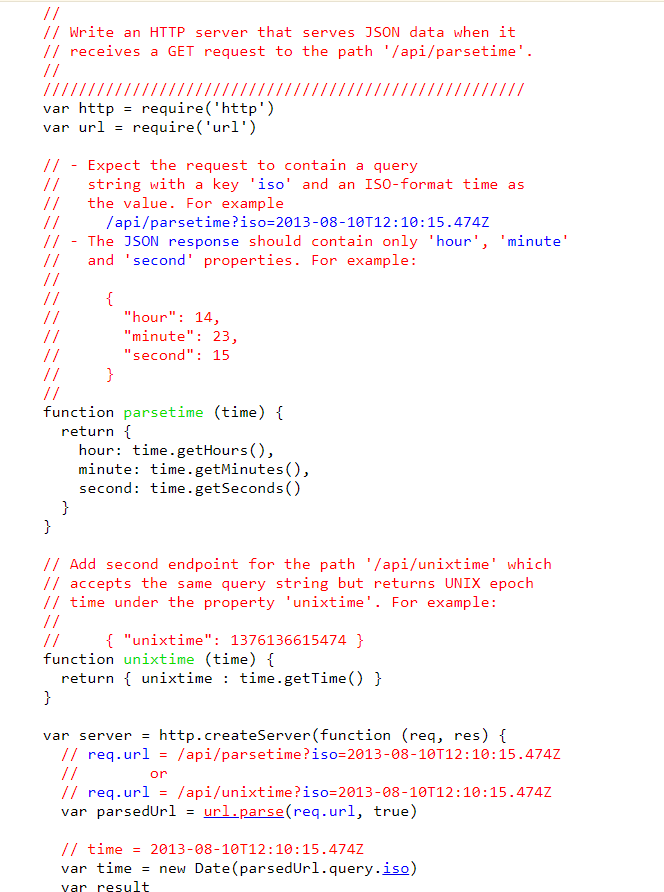 //
// Write an HTTP server that serves JSON data when it
// receives a GET request to the path '/api/parsetime'.
//
//////////////////////////////////////////////////////
var http = require('http')
var url = require('url')
// - Expect the request to contain a query
//   string with a key 'iso' and an ISO-format time as
//   the value. For example
//     /api/parsetime?iso=2013-08-10T12:10:15.474Z
// - The JSON response should contain only 'hour', 'minute'
//   and 'second' properties. For example:
//
//     {
//       "hour": 14,
//       "minute": 23,
//       "second": 15
//     }
//
function parsetime (time) {
  return {
    hour: time.getHours(),
    minute: time.getMinutes(),
    second: time.getSeconds()
  }
}
// Add second endpoint for the path '/api/unixtime' which
// accepts the same query string but returns UNIX epoch
// time under the property 'unixtime'. For example:
//
//     { "unixtime": 1376136615474 }
function unixtime (time) {
  return { unixtime : time.getTime() }
}
var server = http.createServer(function (req, res) {
  // req.url = /api/parsetime?iso=2013-08-10T12:10:15.474Z
  //        or
  // req.url = /api/unixtime?iso=2013-08-10T12:10:15.474Z
  var parsedUrl = url.parse(req.url, true)
  // time = 2013-08-10T12:10:15.474Z
  var time = new Date(parsedUrl.query.iso)
  var result